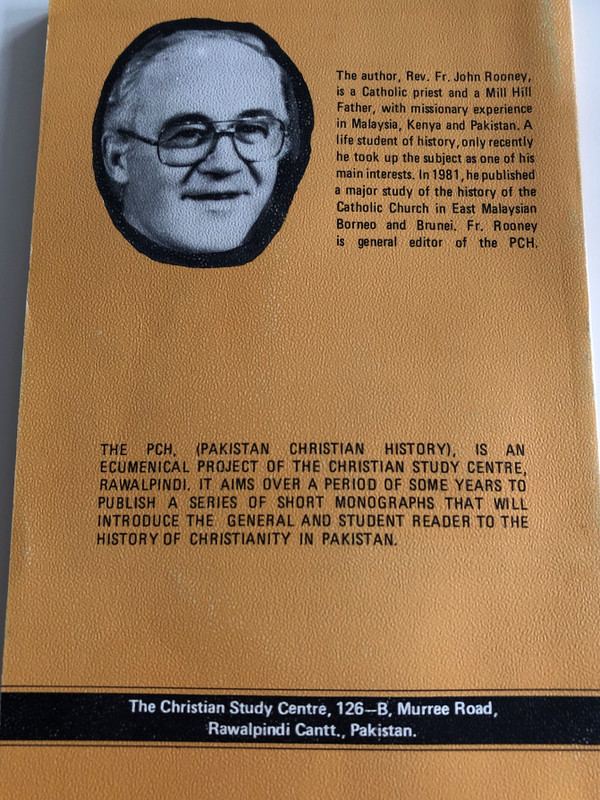 The author, Rev. Fr. John Rooney,
is a Catholic priest and a Mill Hill
Father, with missionary experience
in Malaysia, Kenya and Pakistan. A
life student of history, only recently
he took up the subject as one of his
main interests. In 1981, he published
a major study of the history of the
Catholic Church in East Malaysian
Borneo and Brunei. Fr. Rooney
is general editor of the PCH.
THE PCH, (PAKISTAN CHRISTIAN HISTORY), IS AN
ECUMENICAL PROJECT OF THE CHRISTIAN STUDY CENTRE,
RAWALPINDI. IT AIMS OVER A PERIOD OF SOME YEARS TO
PUBLISH A SERIES OF SHORT MONOGRAPHS THAT WILL
INTRODUCE THE GENERAL AND STUDENT READER TO THE
HISTORY OF CHRISTIANITY IN PAKISTAN.
The Christian Study Centre, 126–B, Murree Road,
Rawalpindi Cantt., Pakistan.